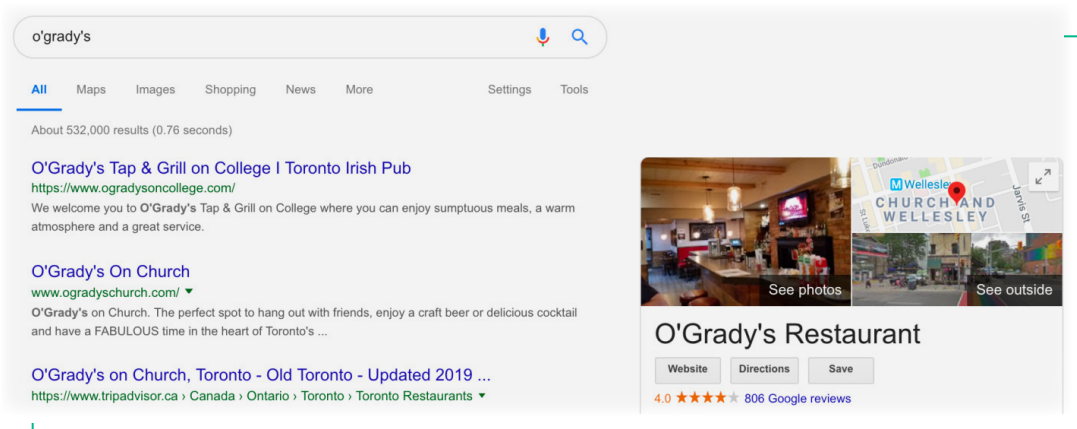 o'grady's
All Maps Images Shopping News More Settings Tools
About 532,000 results (0.76 seconds)
O'Grady's Tap & Grill on College I Toronto Irish Pub
https://www.ogradysoncollege.com/
We welcome you to O'Grady's Tap & Grill on College where you can enjoy sumptuous meals, a warm
atmosphere and a great service.
O'Grady's On Church
www.ogradyschurch.com/
O'Grady's on Church. The perfect spot to hang out with friends, enjoy a craft beer or delicious cocktail
and have a FABULOUS time in the heart of Toronto's ...
O'Grady's on Church, Toronto - Old Toronto - Updated 2019 ...
https://www.tripadvisor.ca › Canada › Ontario › Toronto › Toronto Restaurants
M Wellesley
CHURCH AND
WELLESLEY
Jarvis St
See photos
See outside
O'Grady's Restaurant
Website Directions Save
4.0 806 Google reviews